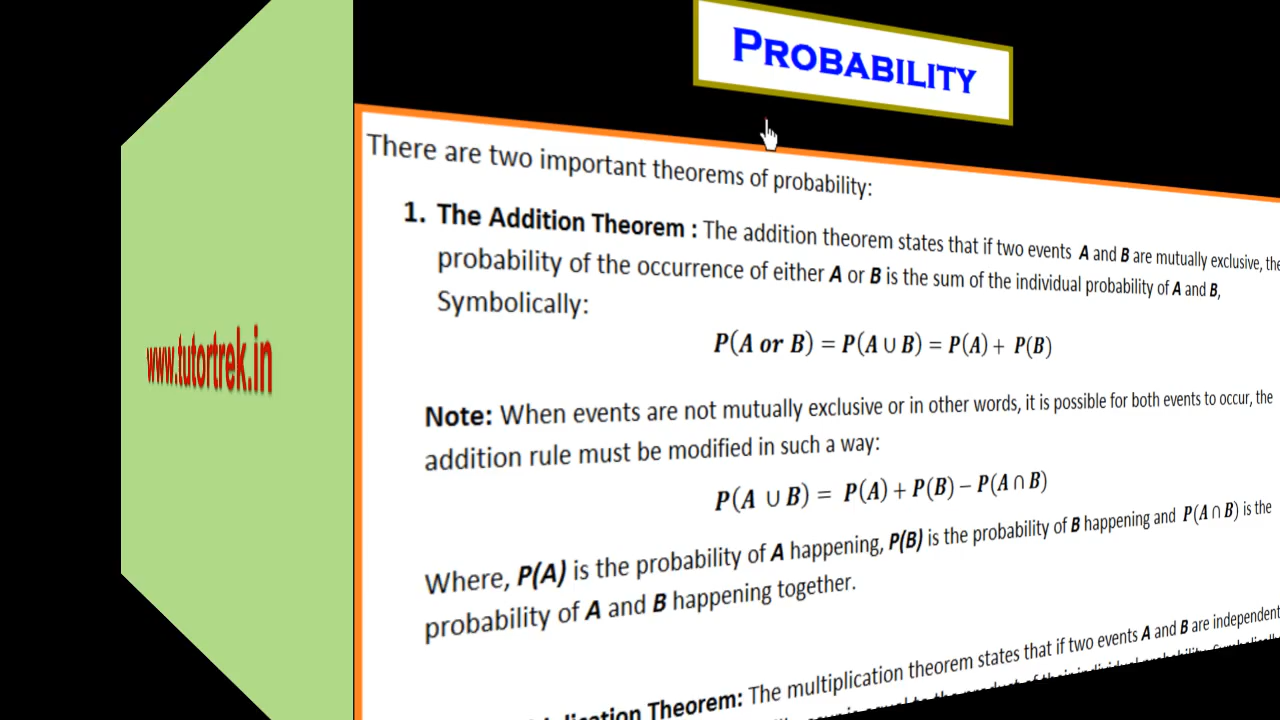 PROBABILITY
There are two important theorems of probability:
1. The Addition Theorem : The addition theorem states that if two events A and B are mutually exclusive, the
probability of the occurrence of either A or B is the sum of the individual probability of A and B,
Symbolically:
P(A or B) = P(A ∪ B) = P(A) + P(B)
Note: When events are not mutually exclusive or in other words, it is possible for both events to occur, the
addition rule must be modified in such a way:
P(A ∪ B) = P(A) + P(B) − P(A ∩ B)
Where, P(A) is the probability of A happening, P(B) is the probability of B happening and P(A ∩ B) is the
probability of A and B happening together.
Theorem: The multiplication theorem states that if two events A and B are independent
www.tutortrek.in